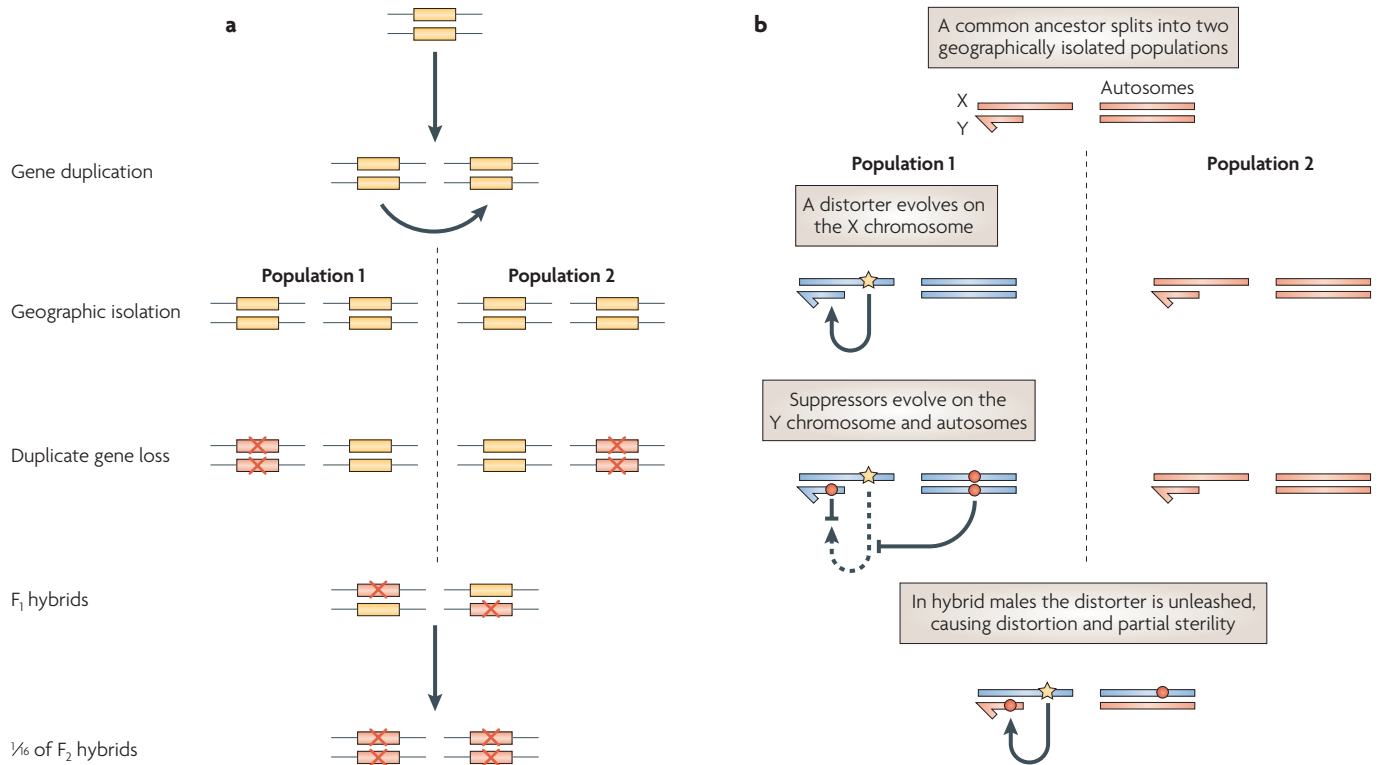 a
Gene duplication
Population 1
Population 2
Geographic isolation
Duplicate gene loss
F₁ hybrids
1⁄16 of F₂ hybrids
b
A common ancestor splits into two
geographically isolated populations
Autosomes
X
Y
Population 1
Population 2
A distorter evolves on
the X chromosome
Suppressors evolve on the
Y chromosome and autosomes
In hybrid males the distorter is unleashed,
causing distortion and partial sterility